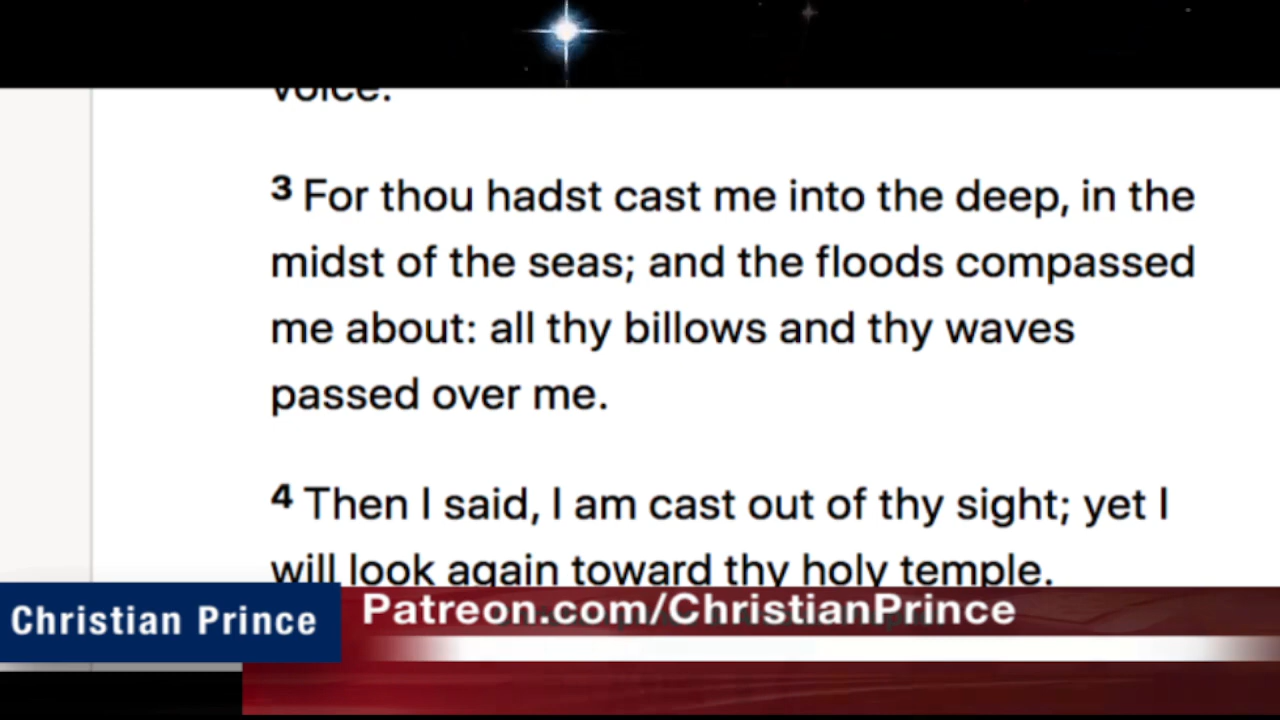 voice.
3 For thou hadst cast me into the deep, in the
midst of the seas; and the floods compassed
me about: all thy billows and thy waves
passed over me.
4 Then I said, I am cast out of thy sight; yet I
will look again toward thy holy temple.
Christian Prince
Patreon.com/ChristianPrince